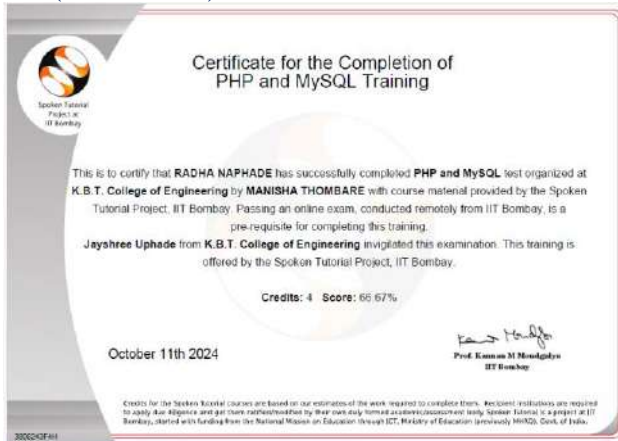 Certificate for the Completion of
PHP and MySQL Training
Spoken Tutorial
Project at
IIT Bombay
This is to certify that RADHA NAPHADE has successfully completed PHP and MySQL test organized at
K.B.T. College of Engineering by MANISHA THOMBARE with course material provided by the Spoken
Tutorial Project, IIT Bombay. Passing an online exam, conducted remotely from IIT Bombay, is a
pre-requisite for completing this training.
Jayshree Uphade from K.B.T. College of Engineering invigilated this examination. This training is
offered by the Spoken Tutorial Project, IIT Bombay.
Credits: 4 Score: 66.67%
October 11th 2024
Prof. Kannan M Moudgalya
IIT Bombay
Credits for the Spoken Tutorial courses are based on our estimates of the work required to complete them. Recipient institutions are required
to apply due diligence and get them ratified/modified by their own duly formed academic/assessment body. Spoken Tutorial is a project at IIT
Bombay, started with funding from the National Mission on Education through ICT, Ministry of Education (previously MHRD), Govt. of India.